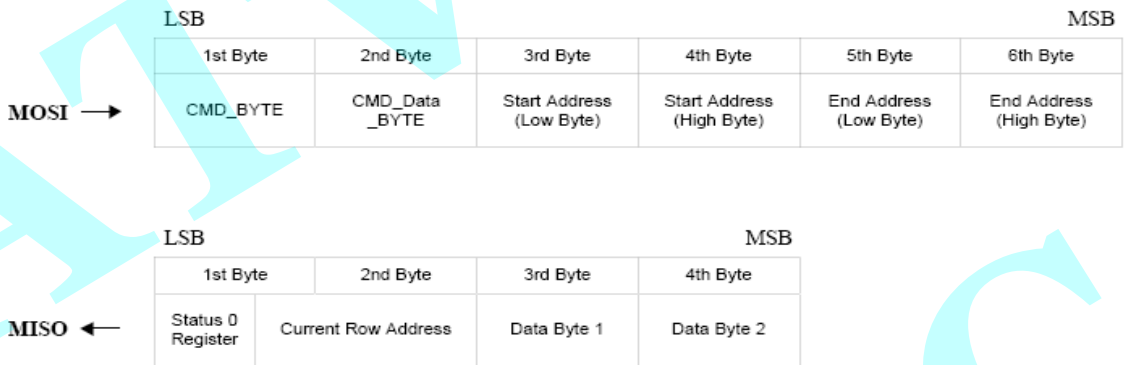 LSB MSB
1st Byte 2nd Byte 3rd Byte 4th Byte 5th Byte 6th Byte
MOSI → CMD_BYTE CMD_Data _BYTE Start Address (Low Byte) Start Address (High Byte) End Address (Low Byte) End Address (High Byte)
LSB MSB
1st Byte 2nd Byte 3rd Byte 4th Byte
MISO ← Status 0 Register Current Row Address Data Byte 1 Data Byte 2